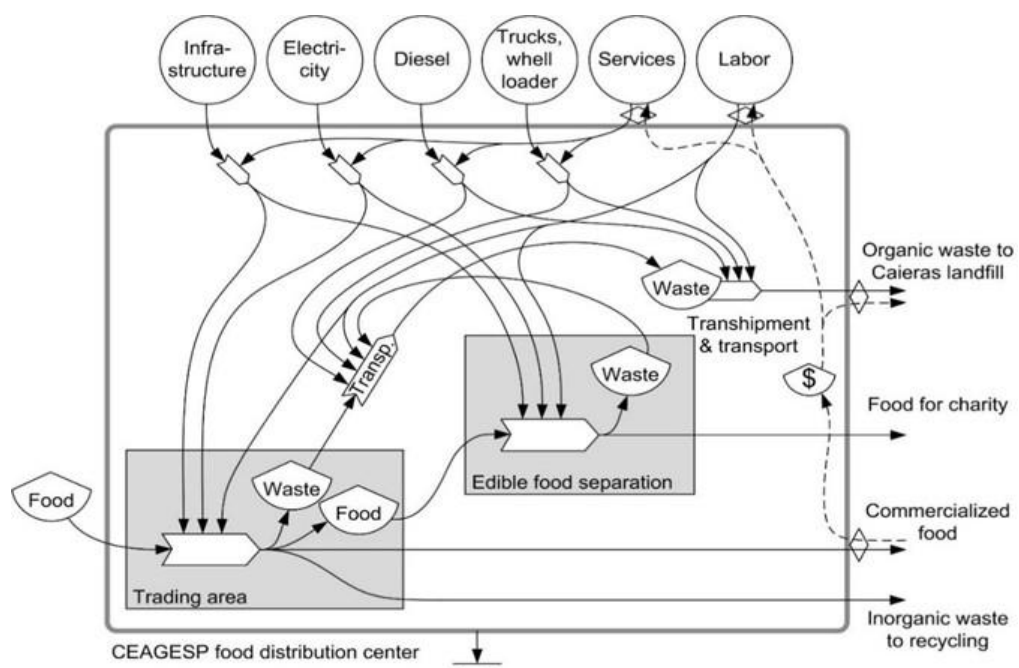 Infra-
structure
Electri-
city
Diesel
Trucks,
whell
loader
Services
Labor
Organic waste to
Caieras landfill
Waste
Transhipment
& transport
Transp.
Waste
$
Food for charity
Edible food separation
Waste
Food
Food
Commercialized
food
Trading area
Inorganic waste
to recycling
CEAGESP food distribution center